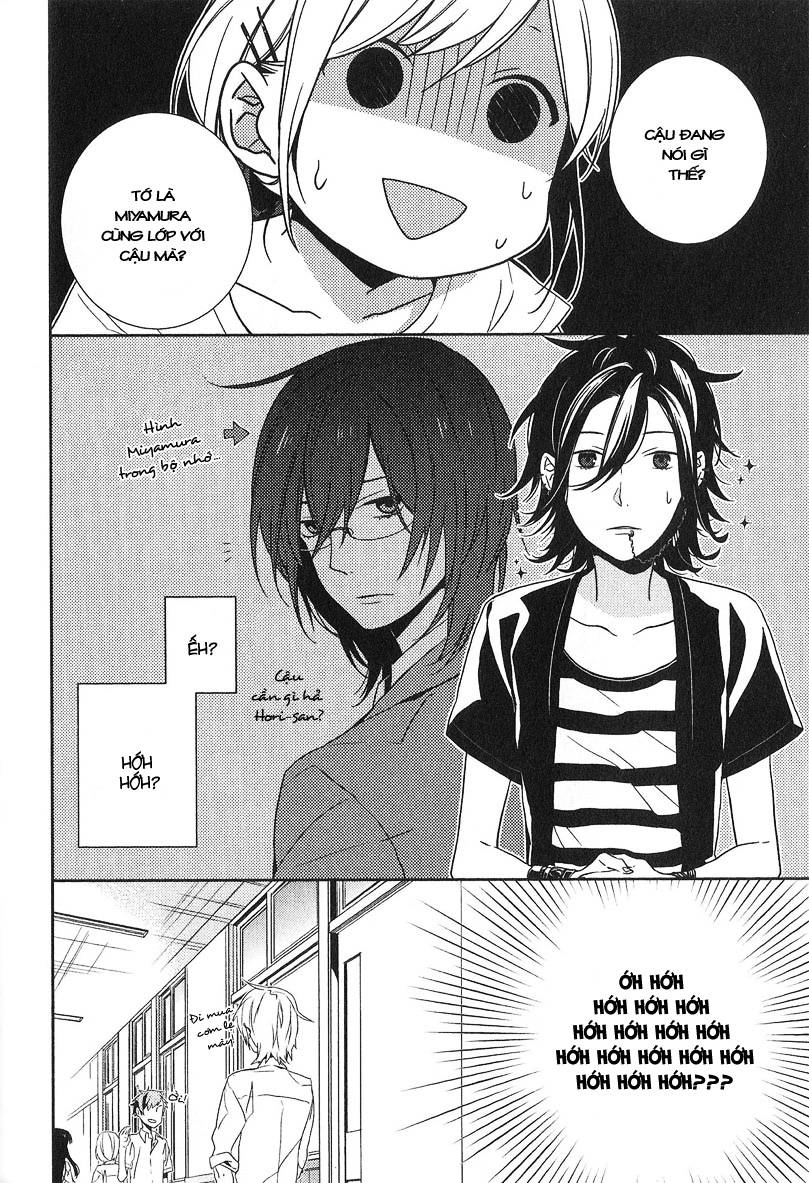 CẬU ĐANG
NÓI GÌ
THẾ?
TỚ LÀ
MIYAMURA
CÙNG LỚP VỚI
CẬU MÀ?
Hình
Miyamura
trong bộ nhớ...
ẾH?
Cậu
cần gì hả
Hori-san?
HỚH
HỚH?
ỚH HỚH
HỚH HỚH HỚH
HỚH HỚH HỚH HỚH
HỚH HỚH HỚH HỚH HỚH
HỚH HỚH HỚH???
Đi mua
cơm lẹ
mày!